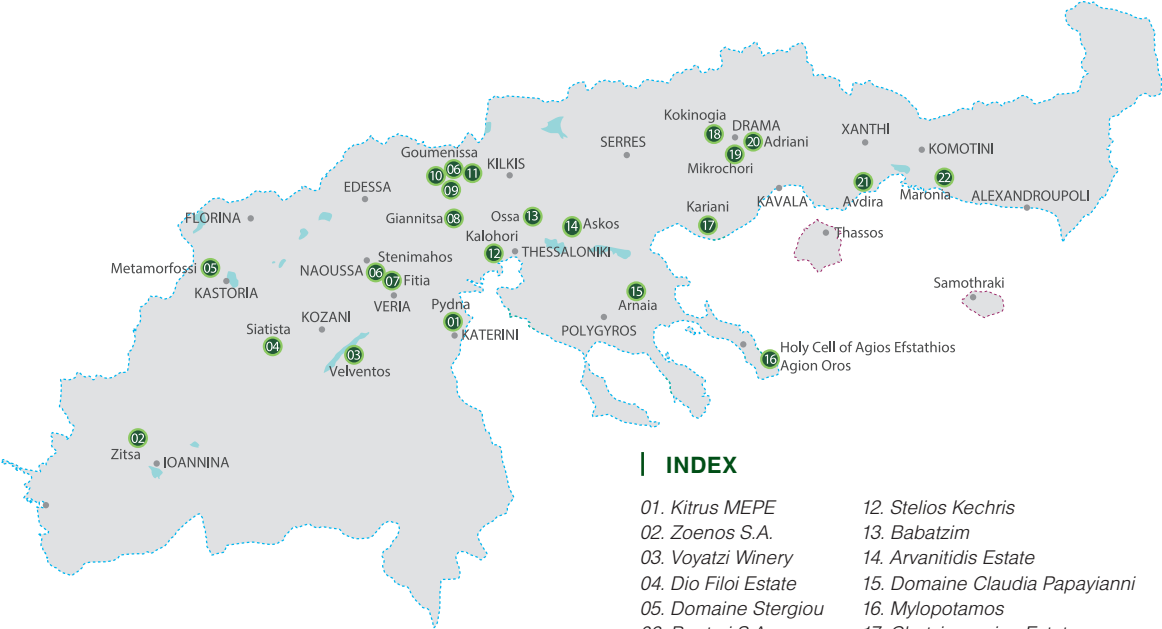 Kokinogia
18
DRAMA
20 Adriani
19
Mikrochori
XANTHI
KOMOTINI
SERRES
Goumenissa
10 06 11
09
KILKIS
EDESSA
21
Avdira
22
Maronia
ALEXANDROUPOLI
KAVALA
FLORINA
Giannitsa 08
Ossa 13
14 Askos
Kariani
17
Thassos
Kalohori
12
THESSALONIKI
Metamorfossi 05
KASTORIA
Stenimahos
NAOUSSA 06
07 Fitia
VERIA
Samothraki
15
Arnaia
Pydna
01
KATERINI
POLYGYROS
KOZANI
Siatista
04
03
Velventos
16
Holy Cell of Agios Efstathios
Agion Oros
02
Zitsa
IOANNINA
INDEX
01. Kitrus MEPE
02. Zoenos S.A.
03. Voyatzi Winery
04. Dio Filoi Estate
05. Domaine Stergiou
12. Stelios Kechris
13. Babatzim
14. Arvanitidis Estate
15. Domaine Claudia Papayianni
16. Mylopotamos